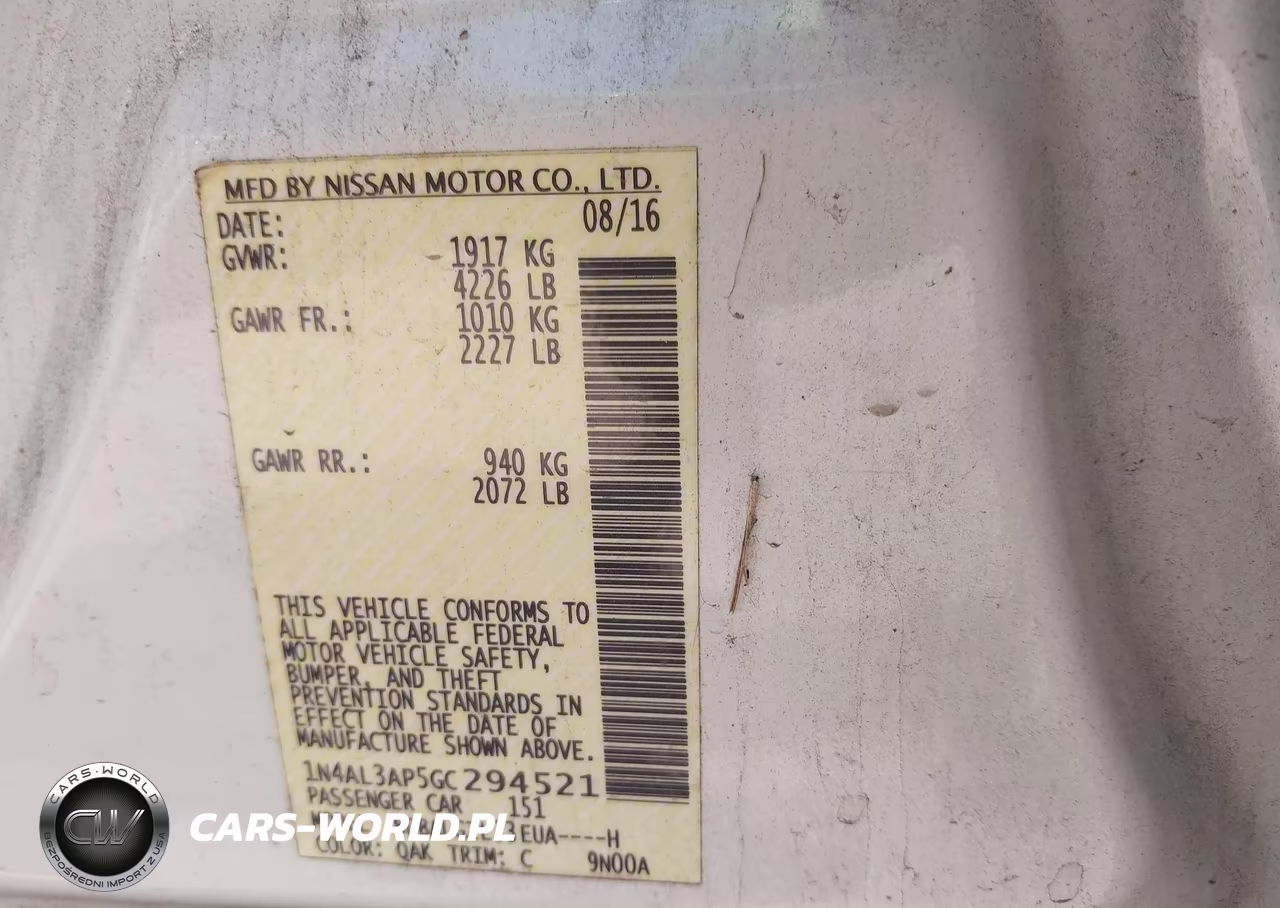 MFD BY NISSAN MOTOR CO., LTD.
DATE: 08/16
GVWR: 1917 KG
4226 LB
GAWR FR.: 1010 KG
2227 LB
GAWR RR.: 940 KG
2072 LB
THIS VEHICLE CONFORMS TO
ALL APPLICABLE FEDERAL
MOTOR VEHICLE SAFETY,
BUMPER, AND THEFT
PREVENTION STANDARDS IN
EFFECT ON THE DATE OF
MANUFACTURE SHOWN ABOVE.
1N4AL3AP5GC294521
PASSENGER CAR 151
EUA----H
COLOR: QAK TRIM: C 9N00A
CARS-WORLD
CW
BEZPOŚREDNI IMPORT Z USA
CARS-WORLD.PL